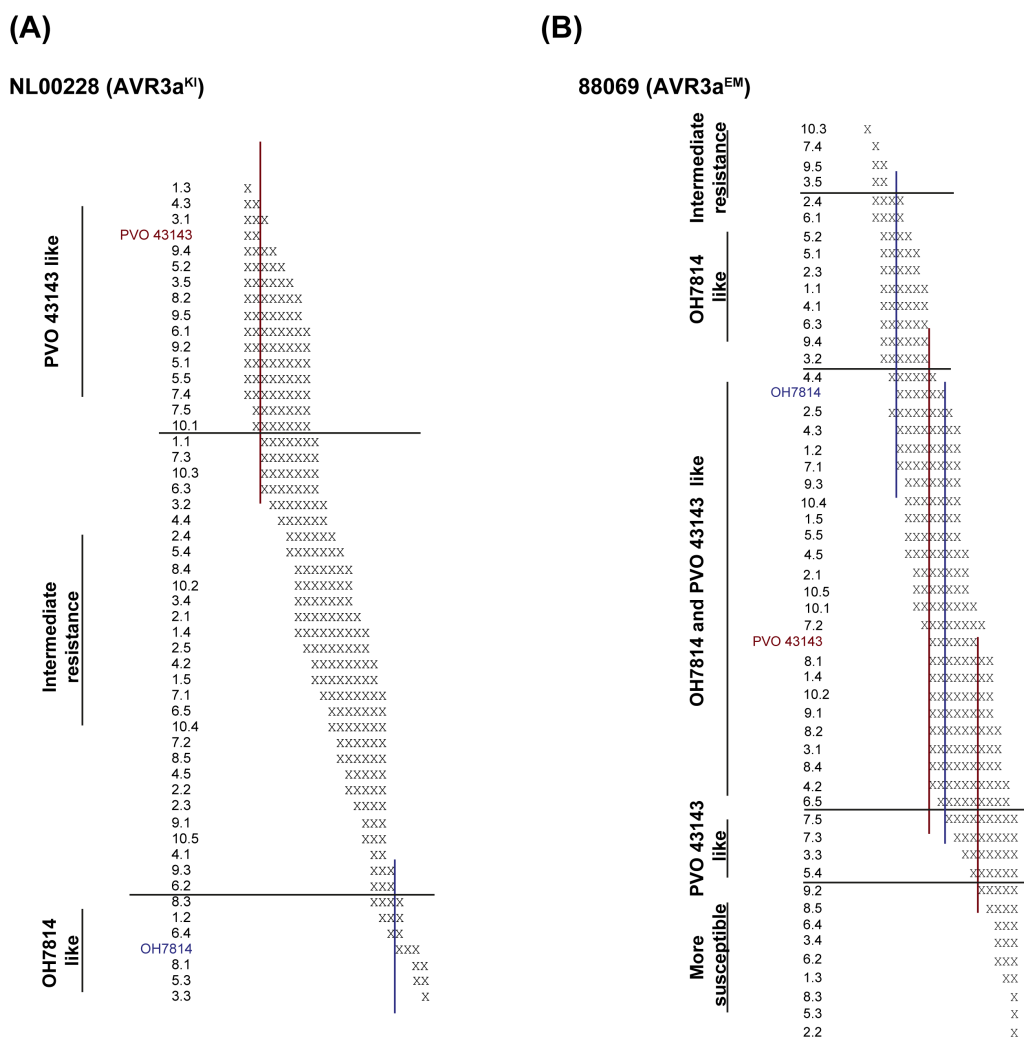 (A)
NL00228 (AVR3aKI)
PVO 43143 like
Intermediate
resistance
OH7814
like
1.3 X
4.3 XX
3.1 XXX
PVO 43143 XX
9.4 XXXX
5.2 XXXXX
3.5 XXXXXX
8.2 XXXXXXX
9.5 XXXXXXX
6.1 XXXXXXXX
9.2 XXXXXXXX
5.1 XXXXXXXX
5.5 XXXXXXXX
7.4 XXXXXXXX
7.5 XXXXXXX
10.1 XXXXXXX
1.1 XXXXXXX
7.3 XXXXXXX
10.3 XXXXXXX
6.3 XXXXXXX
3.2 XXXXXXX
4.4 XXXXXX
2.4 XXXXXX
5.4 XXXXXXX
8.4 XXXXXXX
10.2 XXXXXXX
3.4 XXXXXXX
2.1 XXXXXXXX
1.4 XXXXXXXXX
2.5 XXXXXXXX
4.2 XXXXXXXX
1.5 XXXXXXXX
7.1 XXXXXXXX
6.5 XXXXXXX
10.4 XXXXXXX
7.2 XXXXXX
8.5 XXXXXX
4.5 XXXXX
2.2 XXXXX
2.3 XXXX
9.1 XXX
10.5 XXX
4.1 XX
9.3 XXX
6.2 XXX
8.3 XXXX
1.2 XXX
6.4 XX
OH7814 XXX
8.1 XX
5.3 XX
3.3 X
(B)
88069 (AVR3aEM)
Intermediate
resistance
OH7814
like
OH7814 and PVO 43143 like
PVO 43143
like
More
susceptible
10.3 X
7.4 X
9.5 XX
3.5 XX
2.4 XXXX
6.1 XXXX
5.2 XXXX
5.1 XXXXX
2.3 XXXXX
1.1 XXXXXX
4.1 XXXXXX
6.3 XXXXXX
9.4 XXXXXX
3.2 XXXXXX
4.4 XXXXXX
OH7814 XXXXXX
2.5 XXXXXXXX
4.3 XXXXXXXX
1.2 XXXXXXXX
7.1 XXXXXXXX
9.3 XXXXXXX
10.4 XXXXXXX
1.5 XXXXXXX
5.5 XXXXXXX
4.5 XXXXXXXX
2.1 XXXXXXX
10.5 XXXXXXX
10.1 XXXXXXXX
7.2 XXXXXXXX
PVO 43143 XXXXXX
8.1 XXXXXXXX
1.4 XXXXXXXX
10.2 XXXXXXXX
9.1 XXXXXXXX
8.2 XXXXXXXXX
3.1 XXXXXXXXX
8.4 XXXXXXXXX
4.2 XXXXXXXXXX
6.5 XXXXXXXXX
7.5 XXXXXXXXX
7.3 XXXXXXXX
3.3 XXXXXXX
5.4 XXXXXX
9.2 XXXXX
8.5 XXXX
6.4 XXX
3.4 XXX
6.2 XXX
1.3 XX
8.3 X
5.3 X
2.2 X